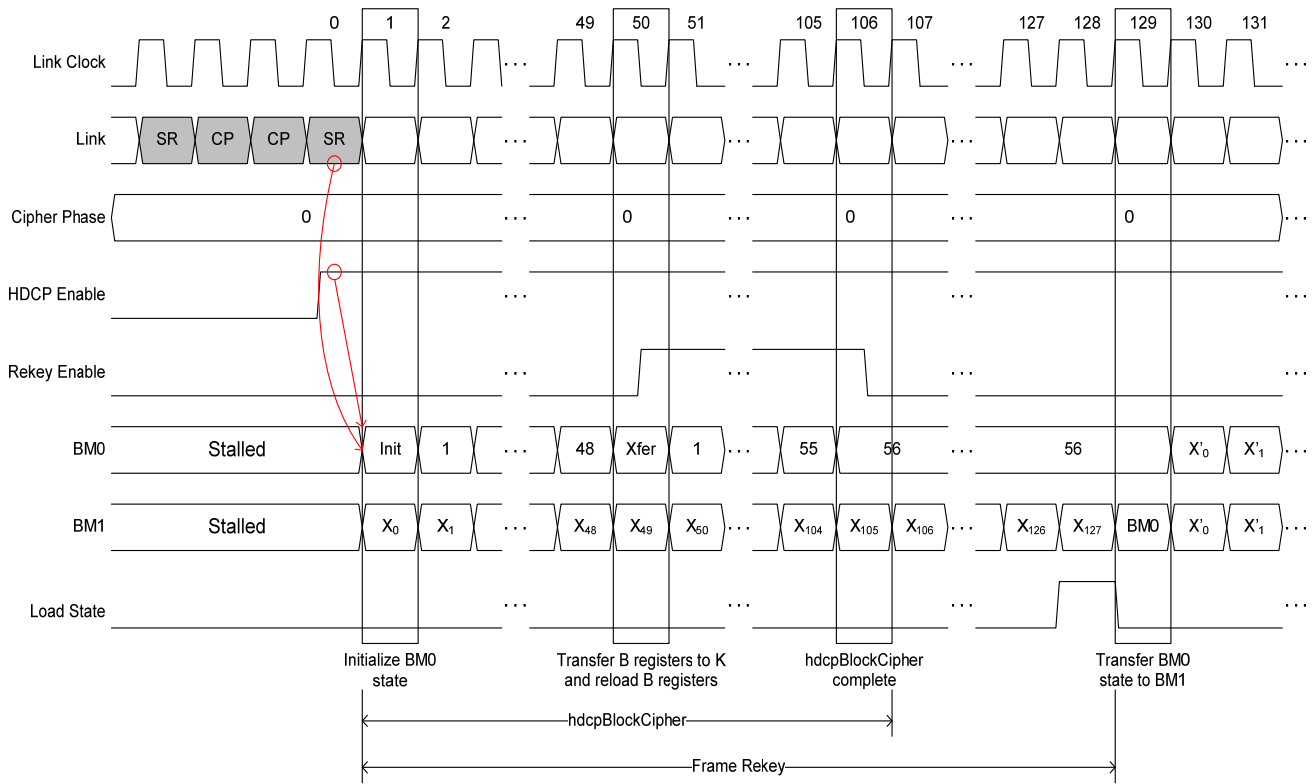 0 1 2 49 50 51 105 106 107 127 128 129 130 131
Link Clock ... ... ... ...
Link SR CP CP SR ... ... ... ...
Cipher Phase 0 ... 0 ... 0 ... 0 ...
HDCP Enable ... ... ... ...
Rekey Enable ... ... ... ...
BM0 Stalled Init 1 ... 48 Xfer 1 ... 55 56 ... 56 X'₀ X'₁ ...
BM1 Stalled X₀ X₁ ... X₄₈ X₄₉ X₅₀ ... X₁₀₄ X₁₀₅ X₁₀₆ ... X₁₂₆ X₁₂₇ BM0 X'₀ X'₁ ...
Load State ... ... ... ...
Initialize BM0
state
Transfer B registers to K
and reload B registers
hdcpBlockCipher
complete
Transfer BM0
state to BM1
hdcpBlockCipher
Frame Rekey